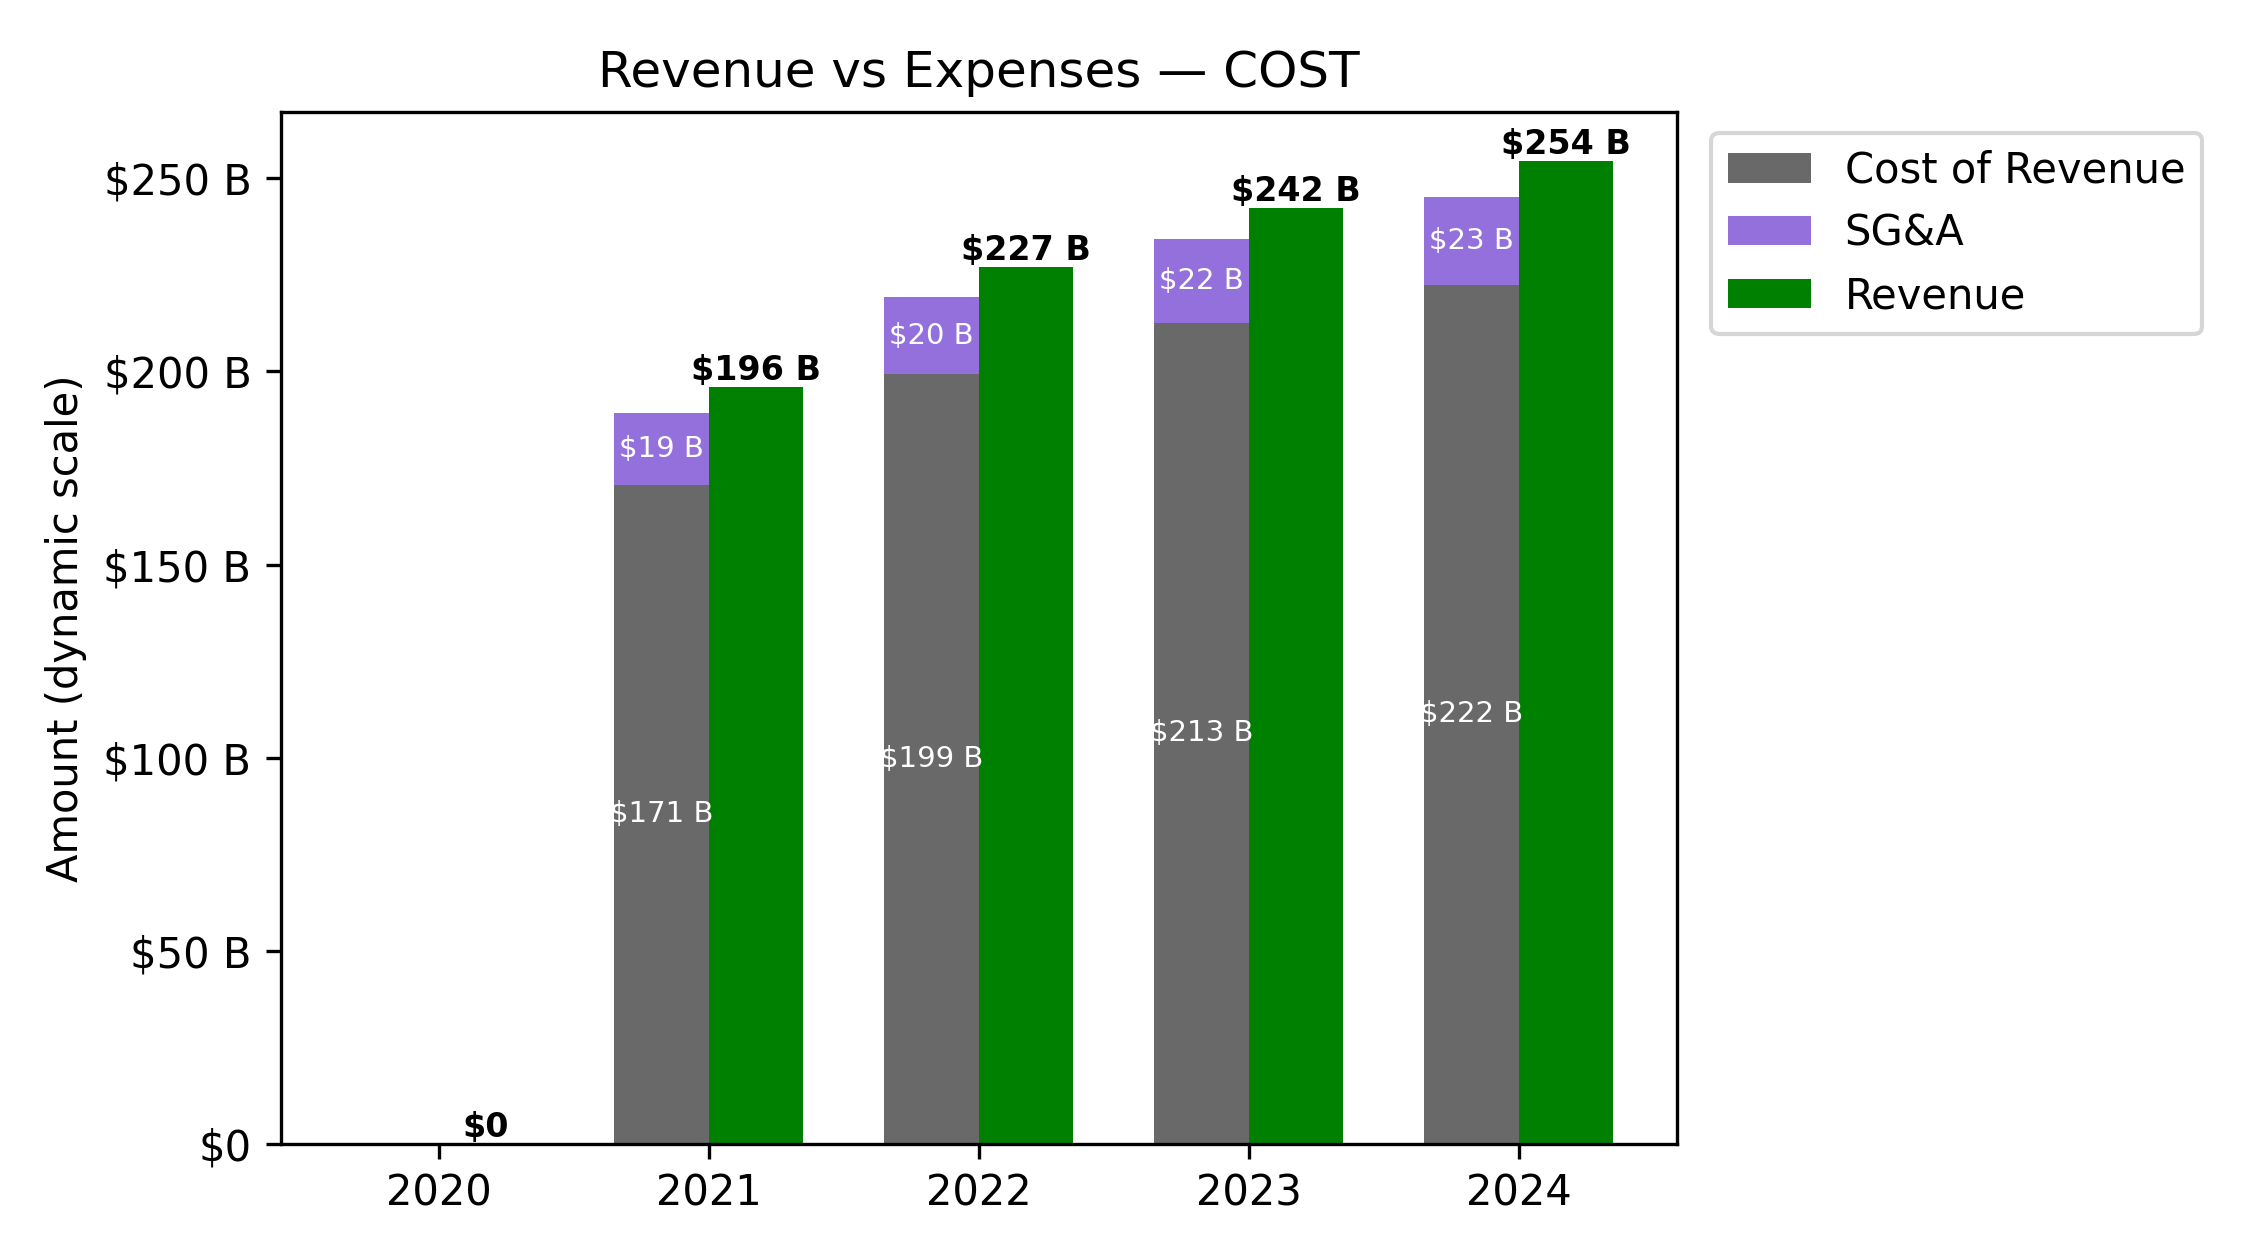 Revenue vs Expenses — COST
Amount (dynamic scale)
$250 B
$200 B
$150 B
$100 B
$50 B
$0
$0
$171 B
$19 B
$196 B
$199 B
$20 B
$227 B
$213 B
$22 B
$242 B
$222 B
$23 B
$254 B
2020 2021 2022 2023 2024
Cost of Revenue
SG&A
Revenue